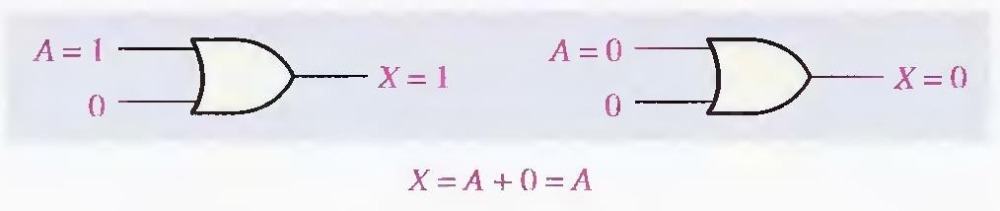 A = 1
0
X = 1
A = 0
0
X = 0
X = A + 0 = A